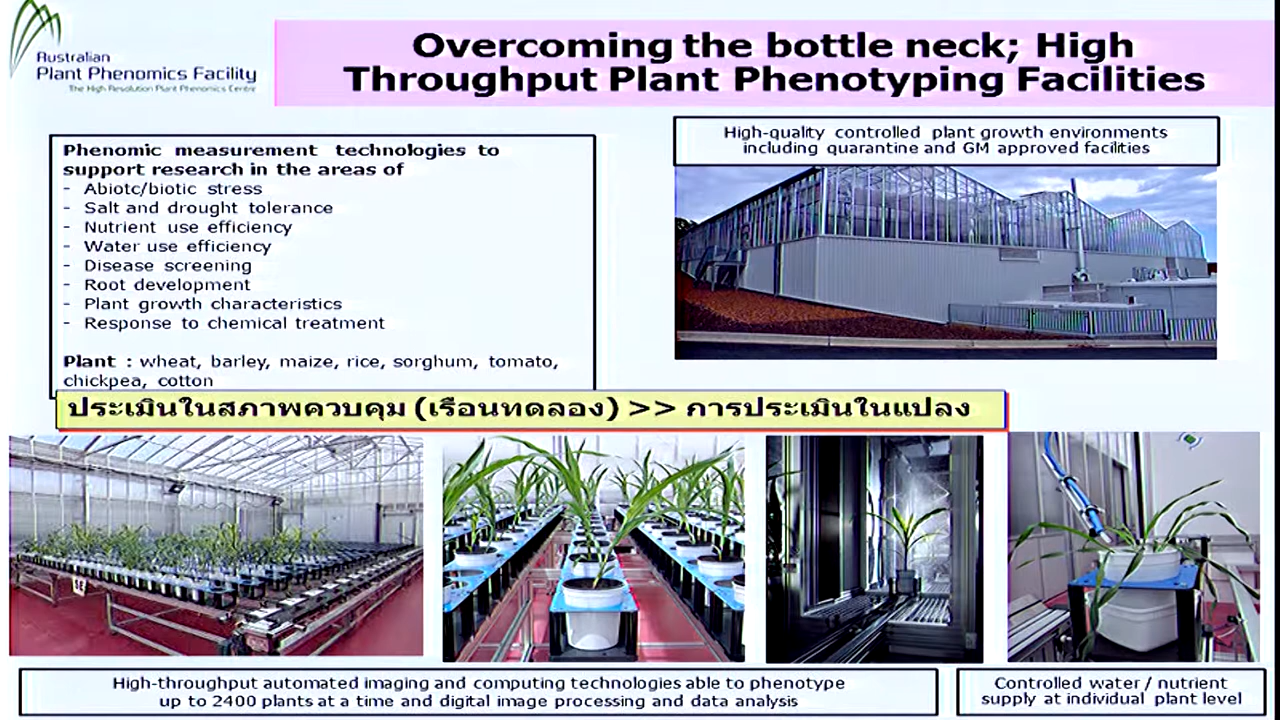 Australian
Plant Phenomics Facility
The High Resolution Plant Phenomics Centre
Overcoming the bottle neck; High
Throughput Plant Phenotyping Facilities
Phenomic measurement technologies to
support research in the areas of
- Abiotc/biotic stress
- Salt and drought tolerance
- Nutrient use efficiency
- Water use efficiency
- Disease screening
- Root development
- Plant growth characteristics
- Response to chemical treatment
Plant : wheat, barley, maize, rice, sorghum, tomato,
chickpea, cotton
High-quality controlled plant growth environments
including quarantine and GM approved facilities
ประเมินในสภาพควบคุม (เรือนทดลอง) >> การประเมินในแปลง
SE
High-throughput automated imaging and computing technologies able to phenotype
up to 2400 plants at a time and digital image processing and data analysis
Controlled water / nutrient
supply at individual plant level